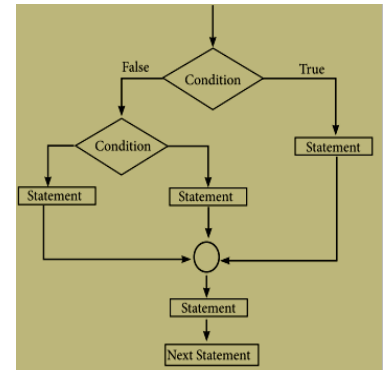 False
True
Condition
Condition
Statement
Statement
Statement
Statement
Next Statement